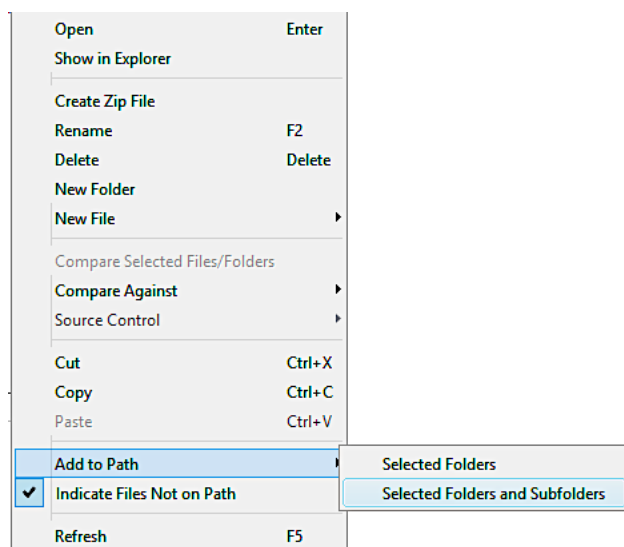 Open Enter
Show in Explorer
Create Zip File
Rename F2
Delete Delete
New Folder
New File
Compare Selected Files/Folders
Compare Against
Source Control
Cut Ctrl+X
Copy Ctrl+C
Paste Ctrl+V
Add to Path
Selected Folders
Indicate Files Not on Path
Selected Folders and Subfolders
Refresh F5